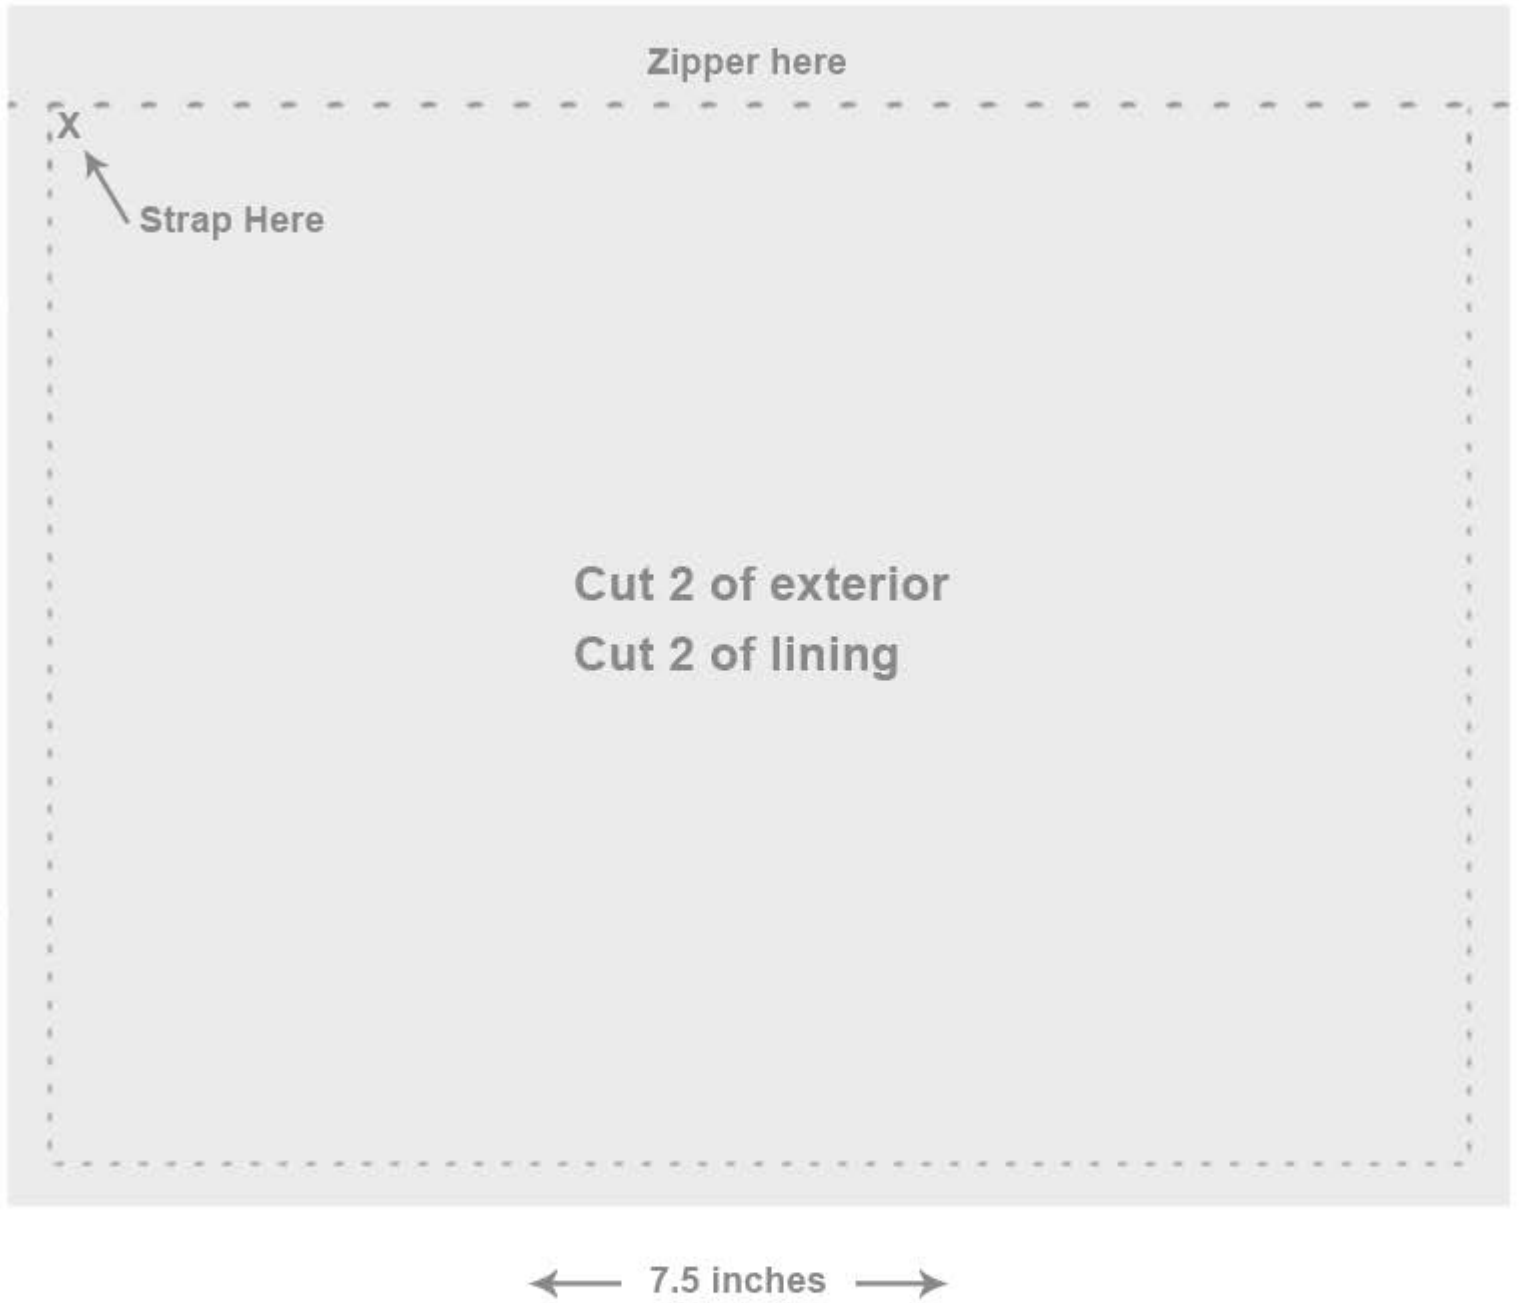 Zipper here
X
Strap Here
Cut 2 of exterior
Cut 2 of lining
7.5 inches